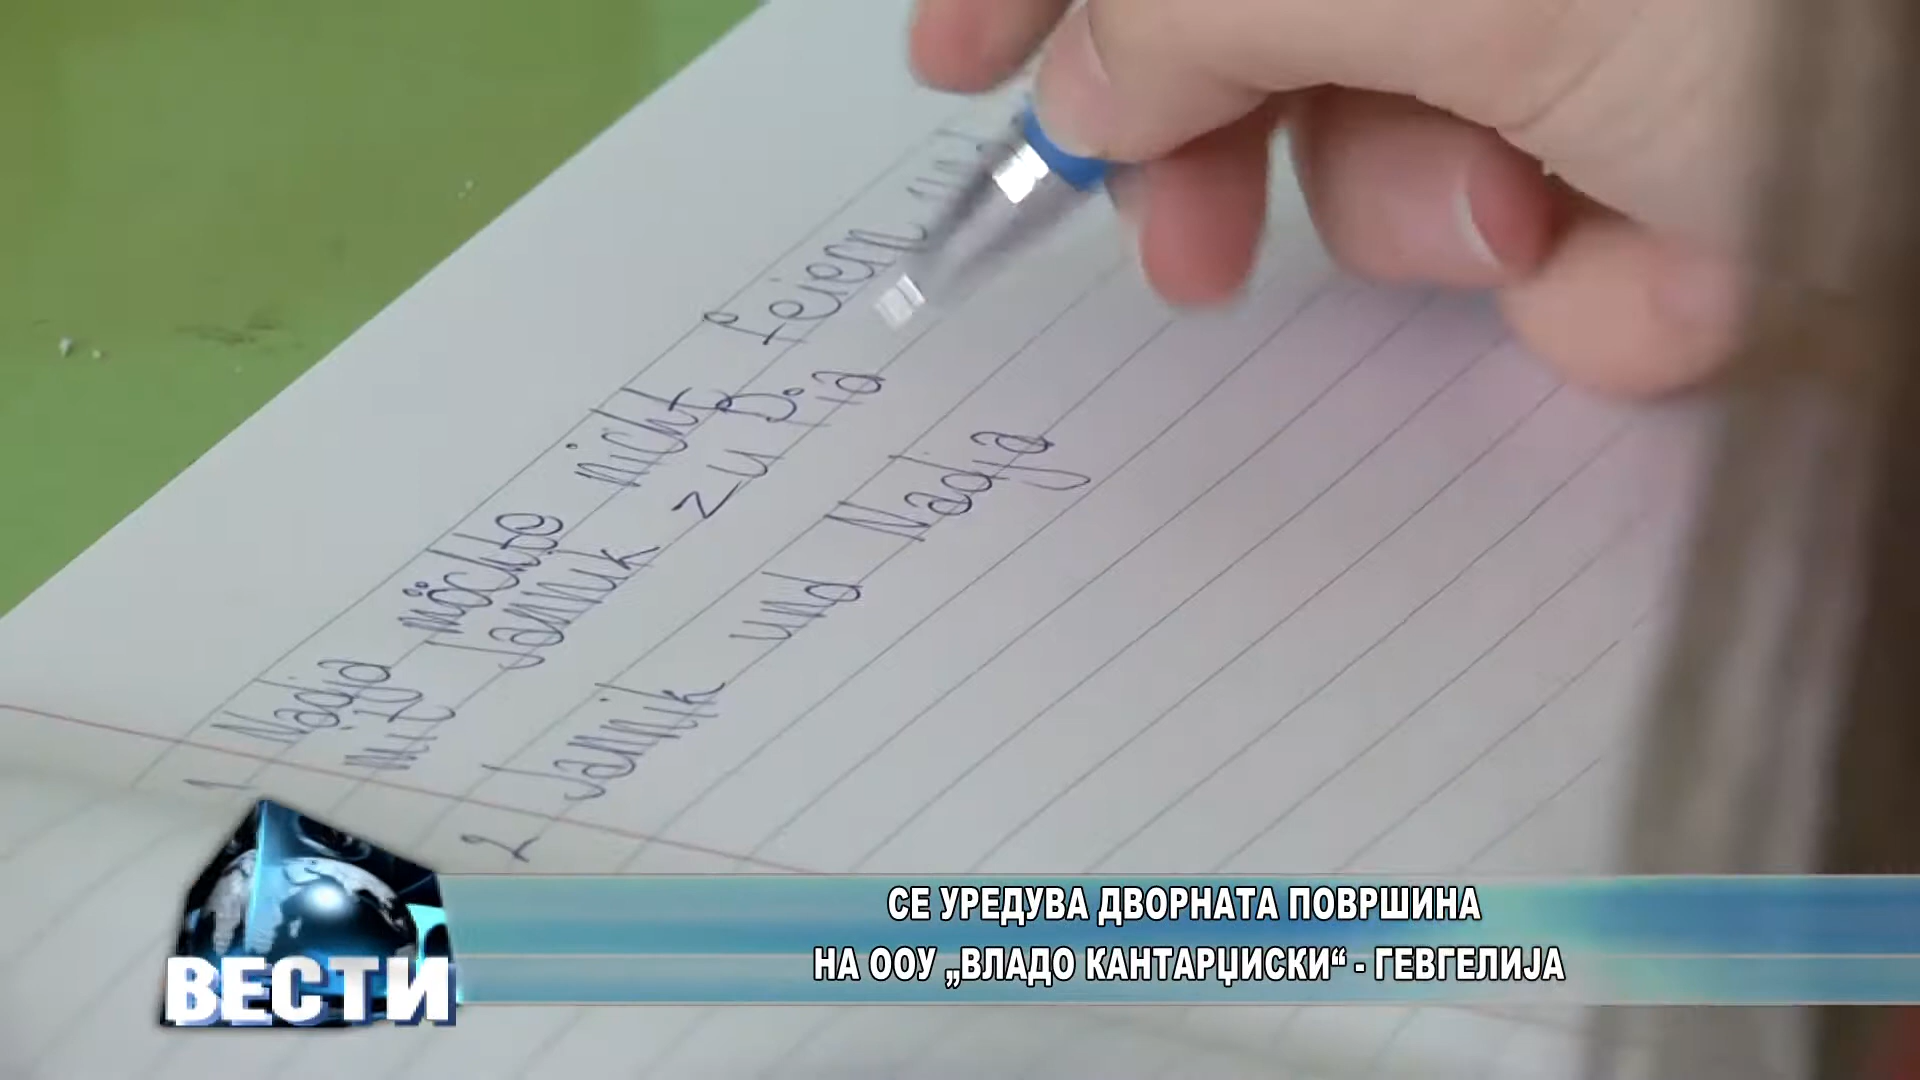 1 Nadja möchte nicht feiern
mit Jannik zu P.
2 Jannik und Nadja
ВЕСТИ
СЕ УРЕДУВА ДВОРНАТА ПОВРШИНА
НА ООУ „ВЛАДО КАНТАРЏИСКИ“ - ГЕВГЕЛИЈА